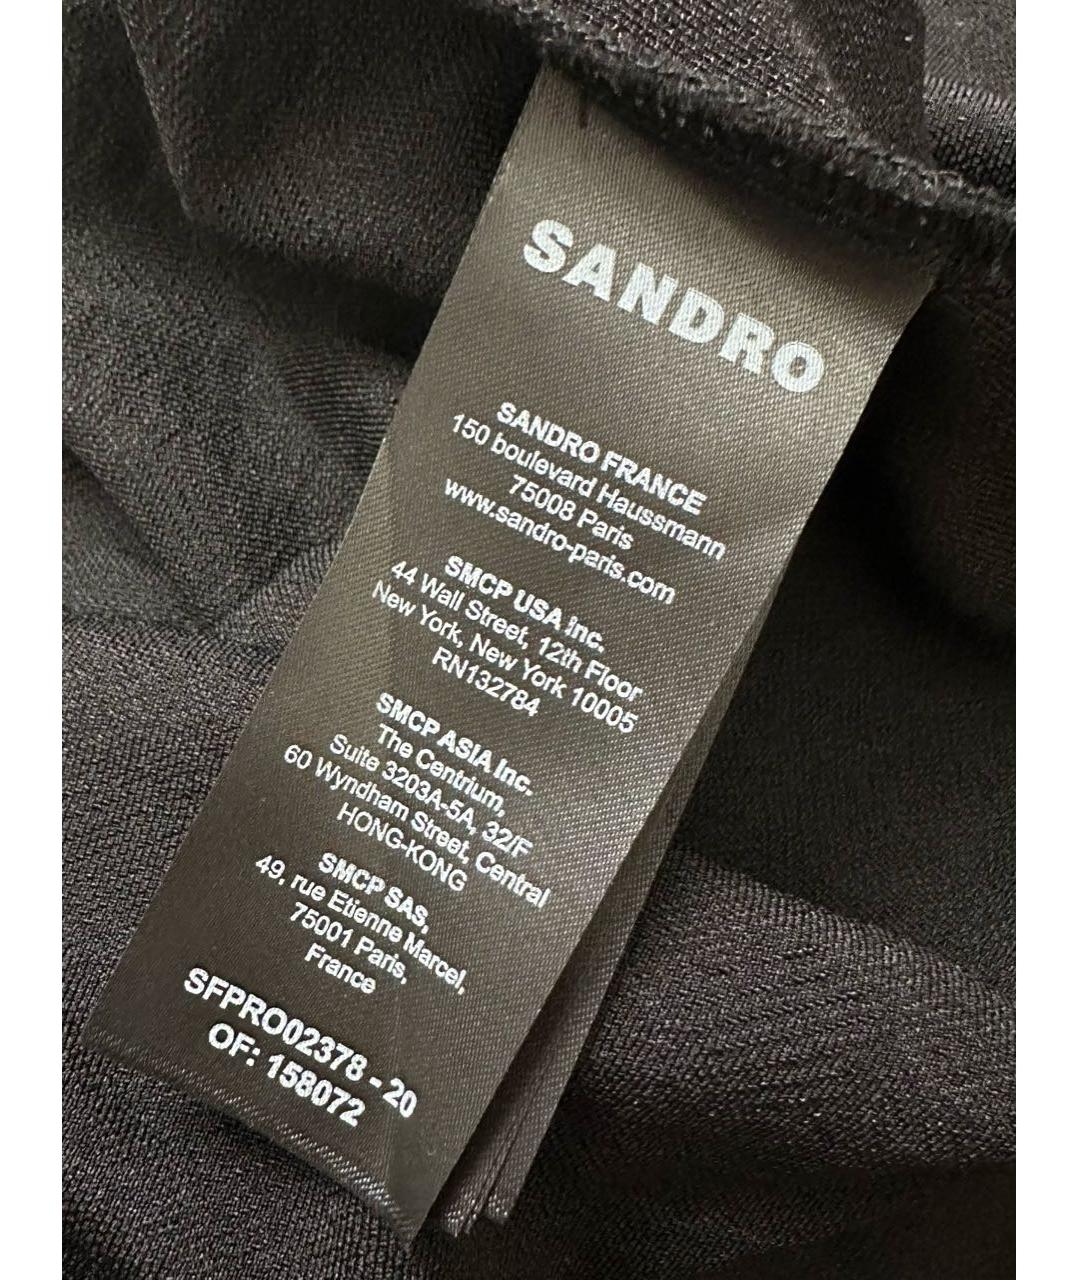 SANDRO
SANDRO FRANCE
150 boulevard Haussmann
75008 Paris
www.sandro-paris.com
SMCP USA Inc.
44 Wall Street, 12th Floor
New York, New York 10005
RN132784
SMCP ASIA Inc.
The Centrium,
Suite 3203A-5A, 32/F
60 Wyndham Street, Central
HONG-KONG
SMCP SAS,
49, rue Etienne Marcel,
75001 Paris,
France
SFPRO02378 - 20
OF: 158072